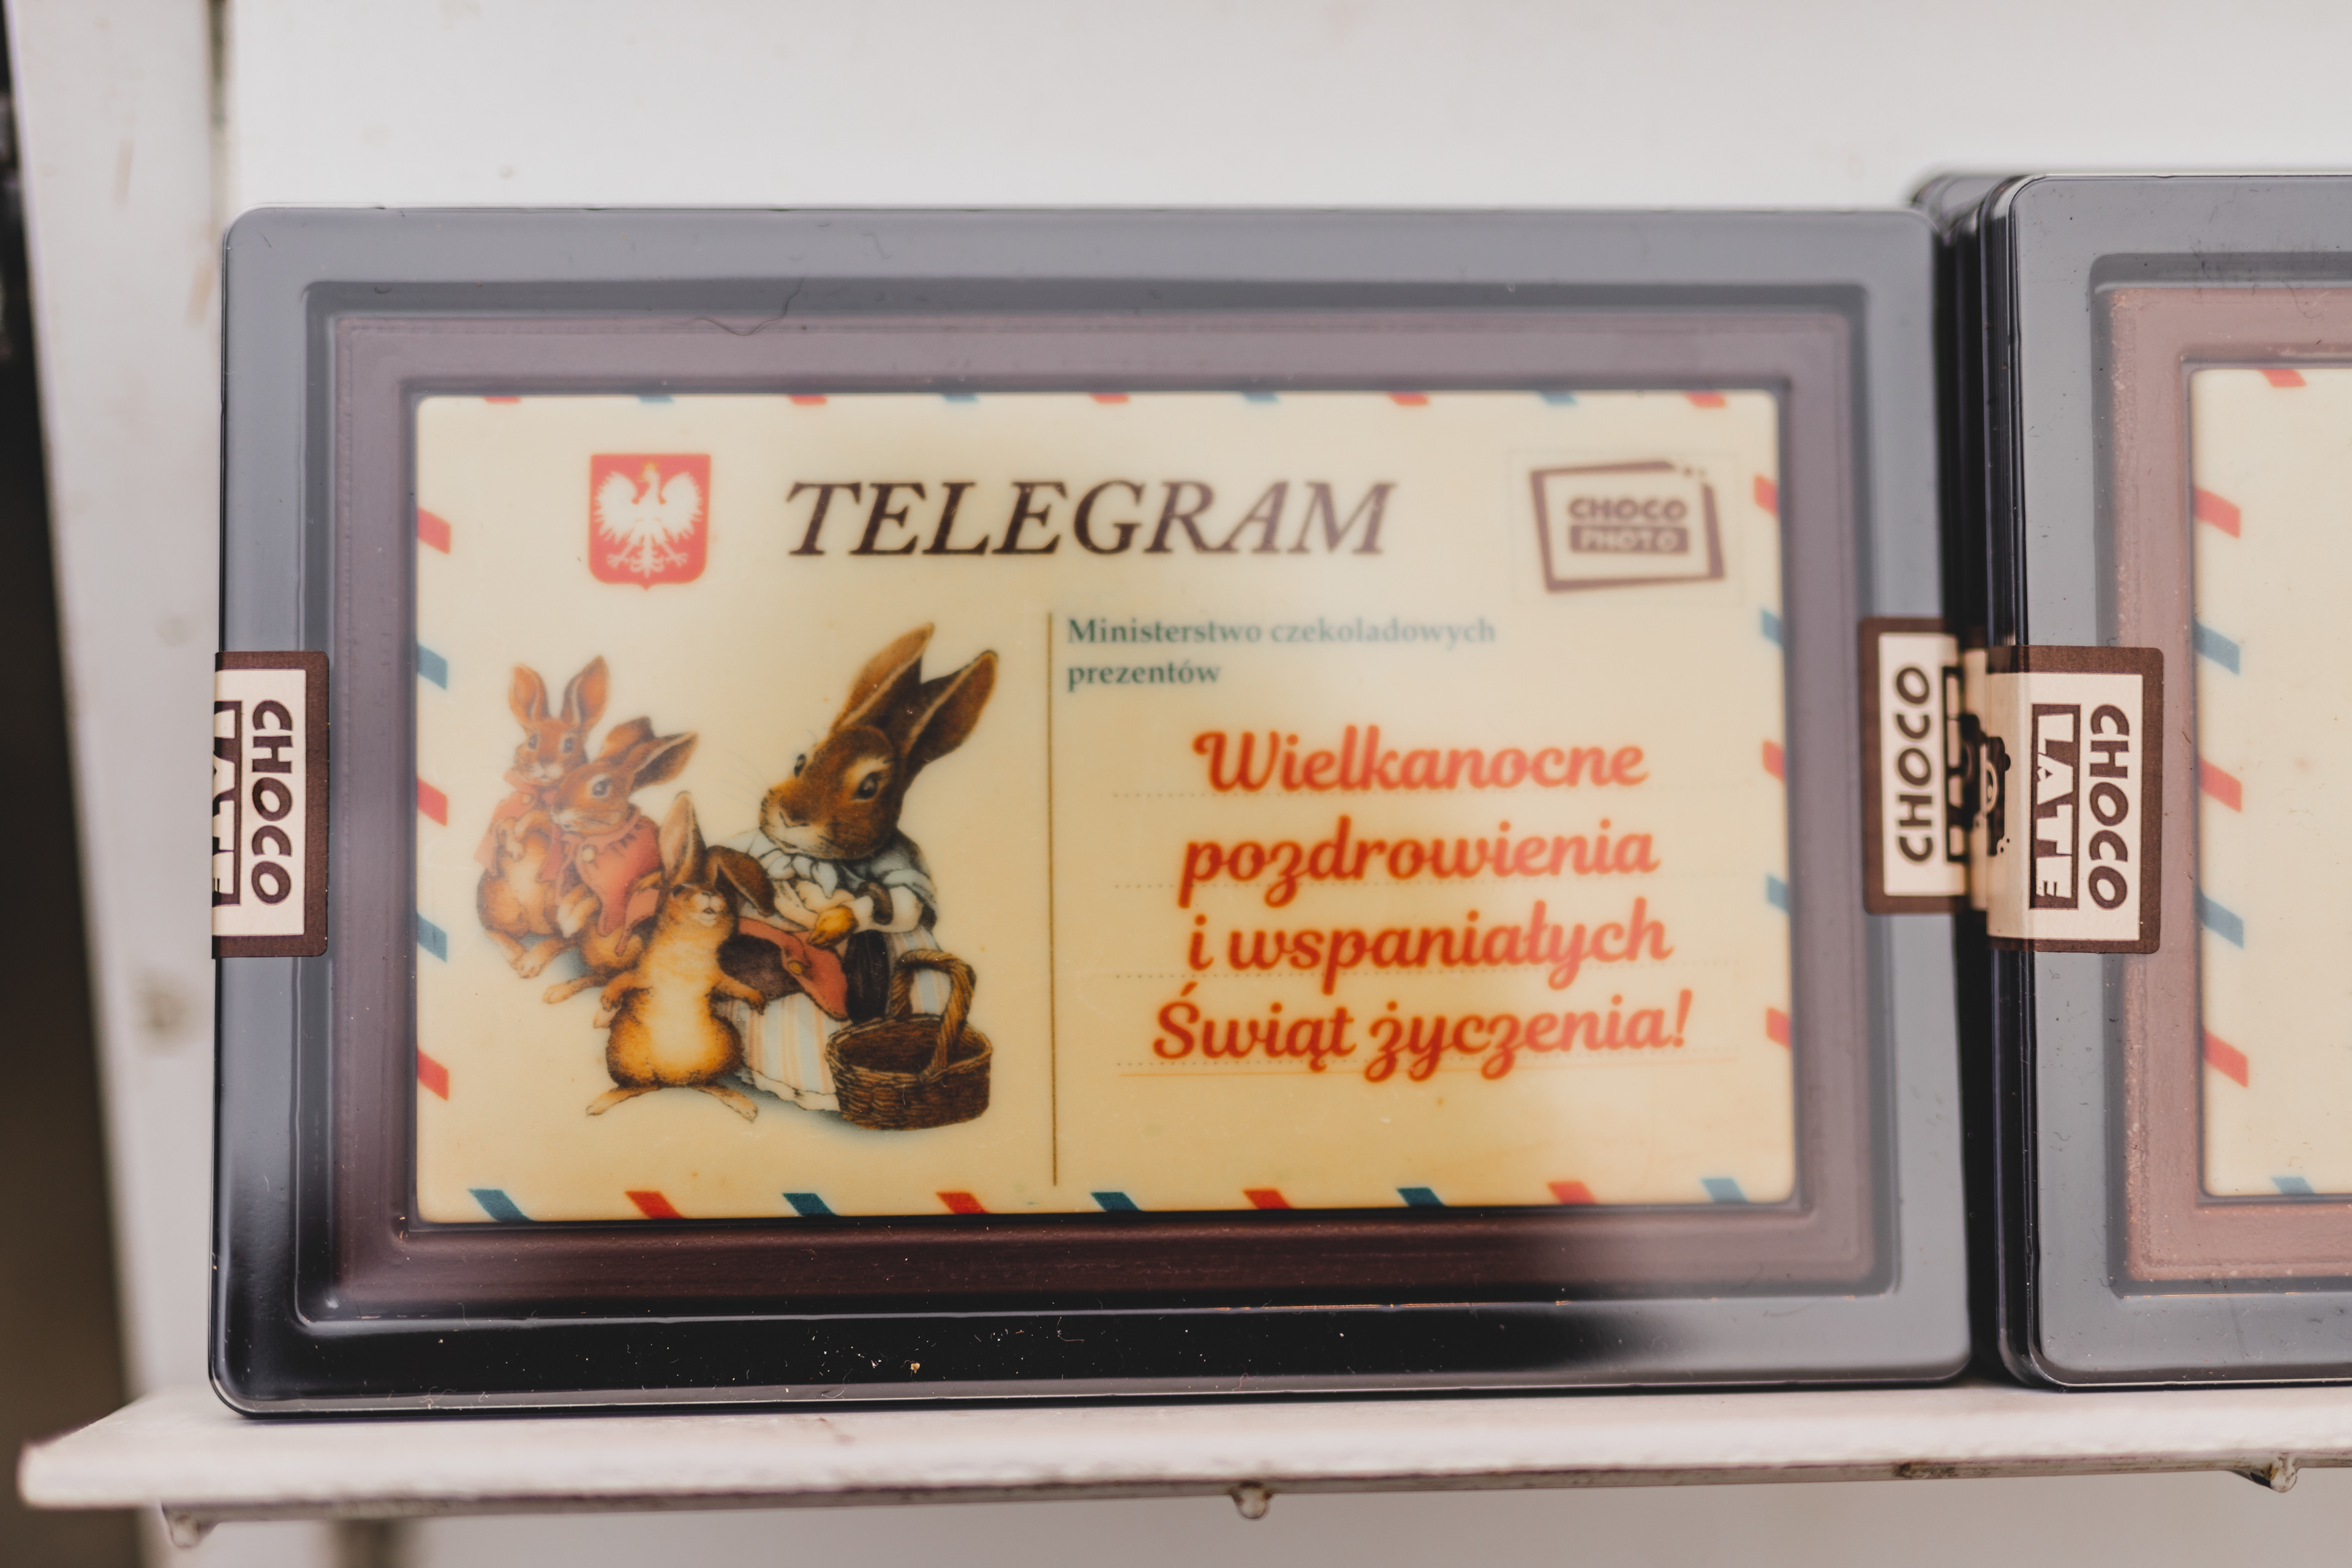 TELEGRAM
CHOCO
PHOTO
Ministerstwo czekoladowych
prezentów
Wielkanocne
pozdrowienia
i wspaniałych
Świąt życzenia!
CHOCO
LATE
CHOCO
CHOCO
LATE